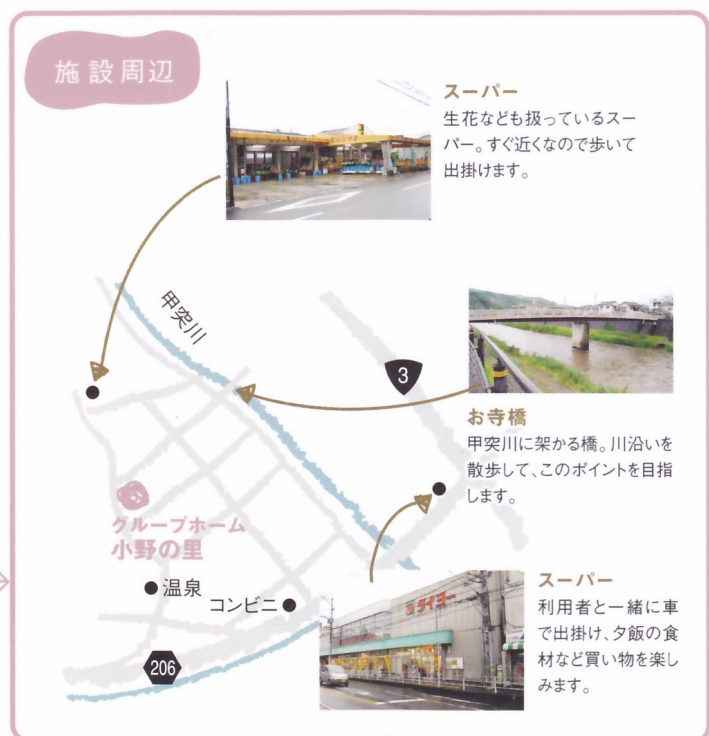 施設周辺
スーパー
生花なども扱っているスー
パー。すぐ近くなので歩いて
出掛けます。
甲突川
3
お寺橋
甲突川に架かる橋。川沿いを
散歩して、このポイントを目指
します。
グループホーム
小野の里
温泉
コンビニ
206
タイヨー
スーパー
利用者と一緒に車
で出掛け、夕飯の食
材など買い物を楽し
みます。